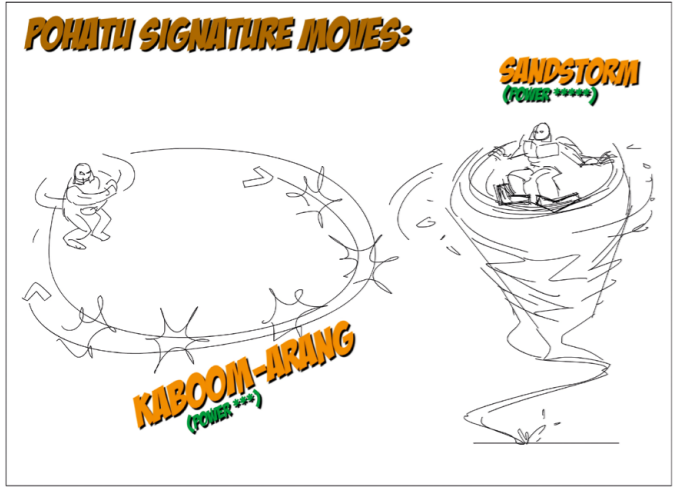 POHATU SIGNATURE MOVES:
SANDSTORM
(POWER *****)
KABOOM-ARANG
(POWER ***)